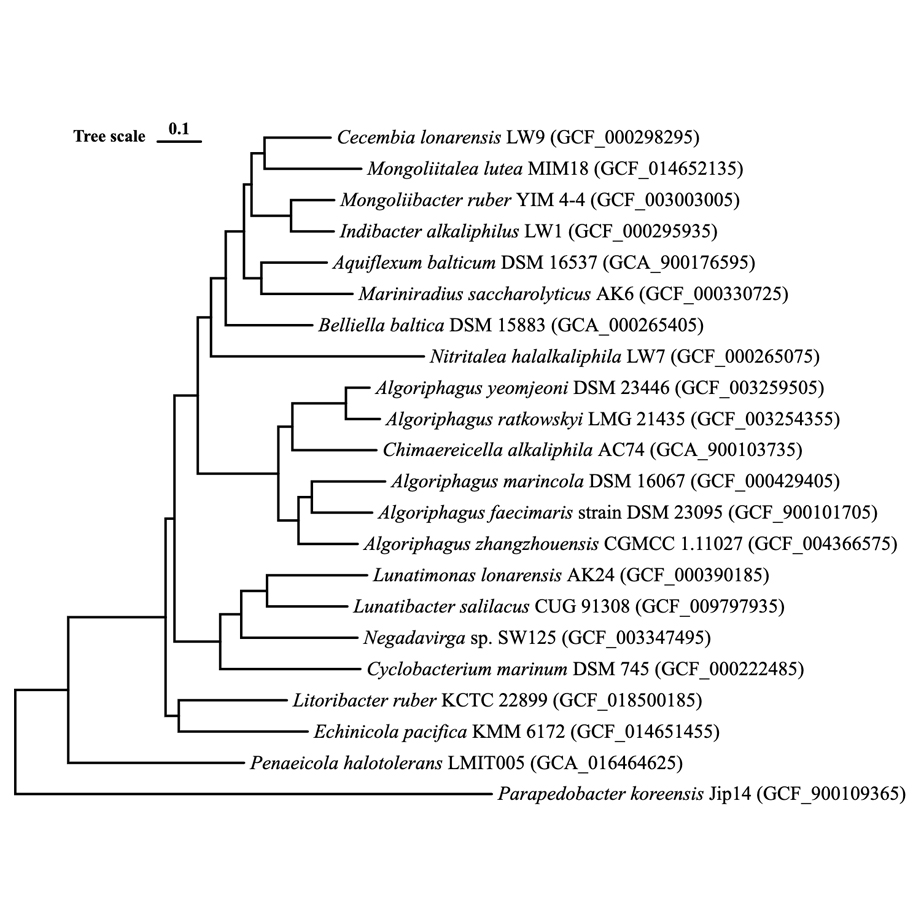 Tree scale 0.1
Cecembia lonarensis LW9 (GCF_000298295)
Mongoliitalea lutea MIM18 (GCF_014652135)
Mongoliibacter ruber YIM 4-4 (GCF_003003005)
Indibacter alkaliphilus LW1 (GCF_000295935)
Aquiflexum balticum DSM 16537 (GCA_900176595)
Mariniradius saccharolyticus AK6 (GCF_000330725)
Belliella baltica DSM 15883 (GCA_000265405)
Nitritalea halalkaliphila LW7 (GCF_000265075)
Algoriphagus yeomjeoni DSM 23446 (GCF_003259505)
Algoriphagus ratkowskyi LMG 21435 (GCF_003254355)
Chimaereicella alkaliphila AC74 (GCA_900103735)
Algoriphagus marincola DSM 16067 (GCF_000429405)
Algoriphagus faecimaris strain DSM 23095 (GCF_900101705)
Algoriphagus zhangzhouensis CGMCC 1.11027 (GCF_004366575)
Lunatimonas lonarensis AK24 (GCF_000390185)
Lunatibacter salilacus CUG 91308 (GCF_009797935)
Negadavirga sp. SW125 (GCF_003347495)
Cyclobacterium marinum DSM 745 (GCF_000222485)
Litoribacter ruber KCTC 22899 (GCF_018500185)
Echinicola pacifica KMM 6172 (GCF_014651455)
Penaeicola halotolerans LMIT005 (GCA_016464625)
Parapedobacter koreensis Jip14 (GCF_900109365)